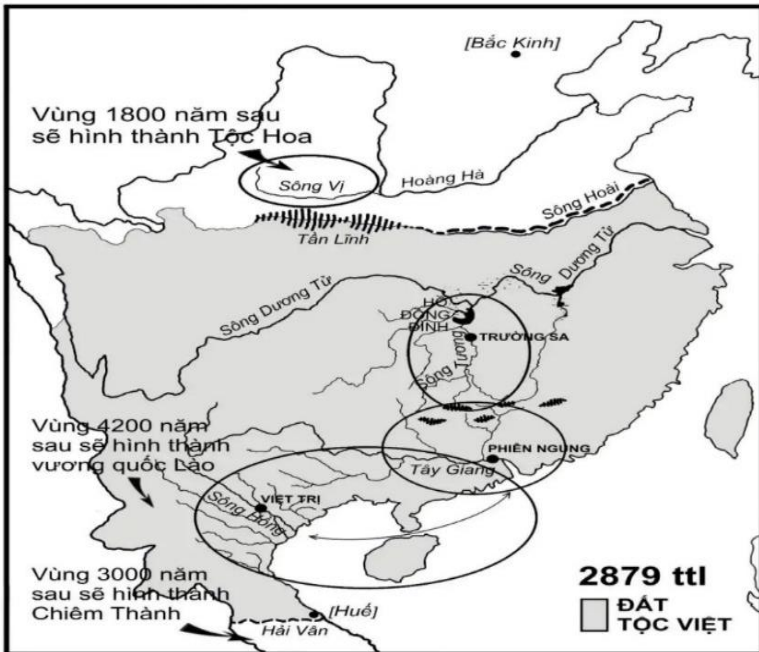 [Bắc Kinh]
Vùng 1800 năm sau
sẽ hình thành Tộc Hoa
Sông Vị
Hoàng Hà
Sông Hoài
Tần Lĩnh
Sông Dương Tử
Sông Dương Tử
HỒ
ĐỘNG
ĐÌNH
TRƯỜNG SA
Sông Tương
Vùng 4200 năm
sau sẽ hình thành
vương quốc Lào
PHIÊN NGUNG
Tây Giang
VIỆT TRÌ
Sông Hồng
Vùng 3000 năm
sau sẽ hình thành
Chiêm Thành
[Huế]
Hải Vân
2879 ttl
ĐẤT
TỘC VIỆT